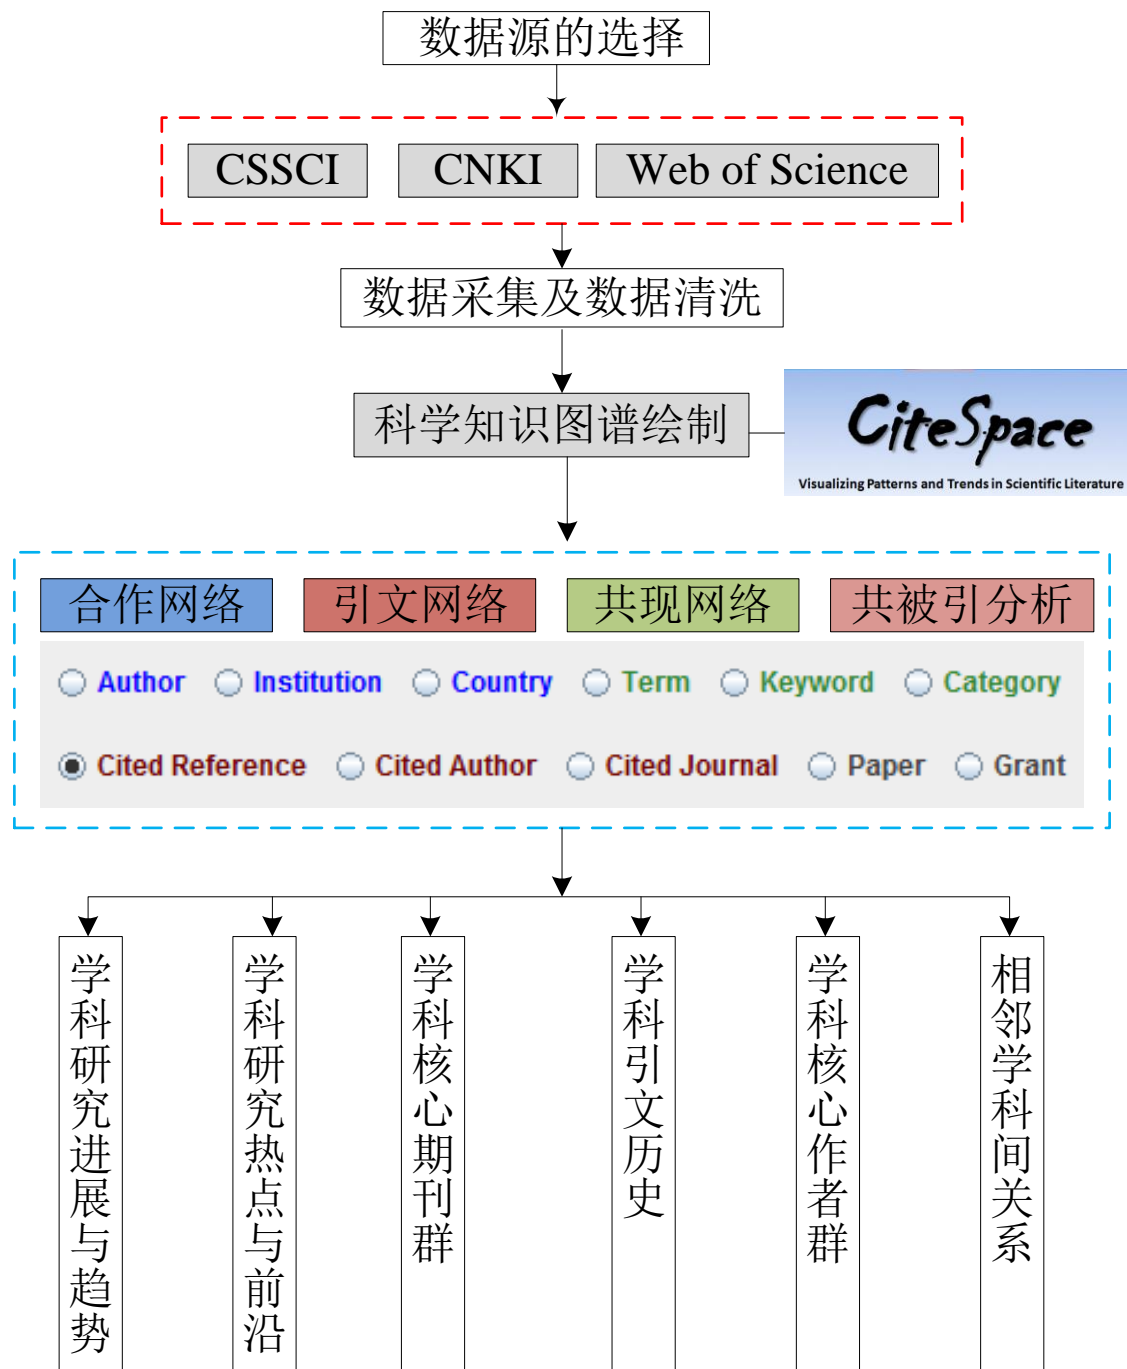 数据源的选择
CSSCI CNKI Web of Science
数据采集及数据清洗
科学知识图谱绘制
CiteSpace
Visualizing Patterns and Trends in Scientific Literature
合作网络 引文网络 共现网络 共被引分析
Author Institution Country Term Keyword Category
Cited Reference Cited Author Cited Journal Paper Grant
学科研究进展与趋势
学科研究热点与前沿
学科核心期刊群
学科引文历史
学科核心作者群
相邻学科间关系